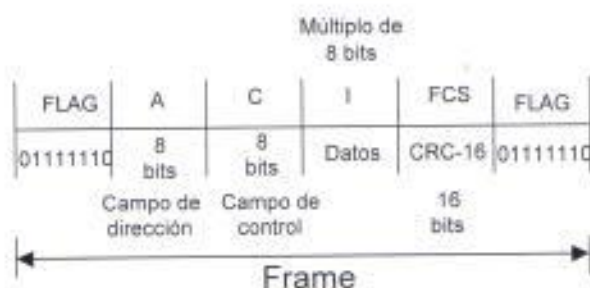 Múltiplo de
8 bits
FLAG A C I FCS FLAG
01111110 8 bits 8 bits Datos CRC-16 01111110
Campo de dirección Campo de control 16 bits
Frame